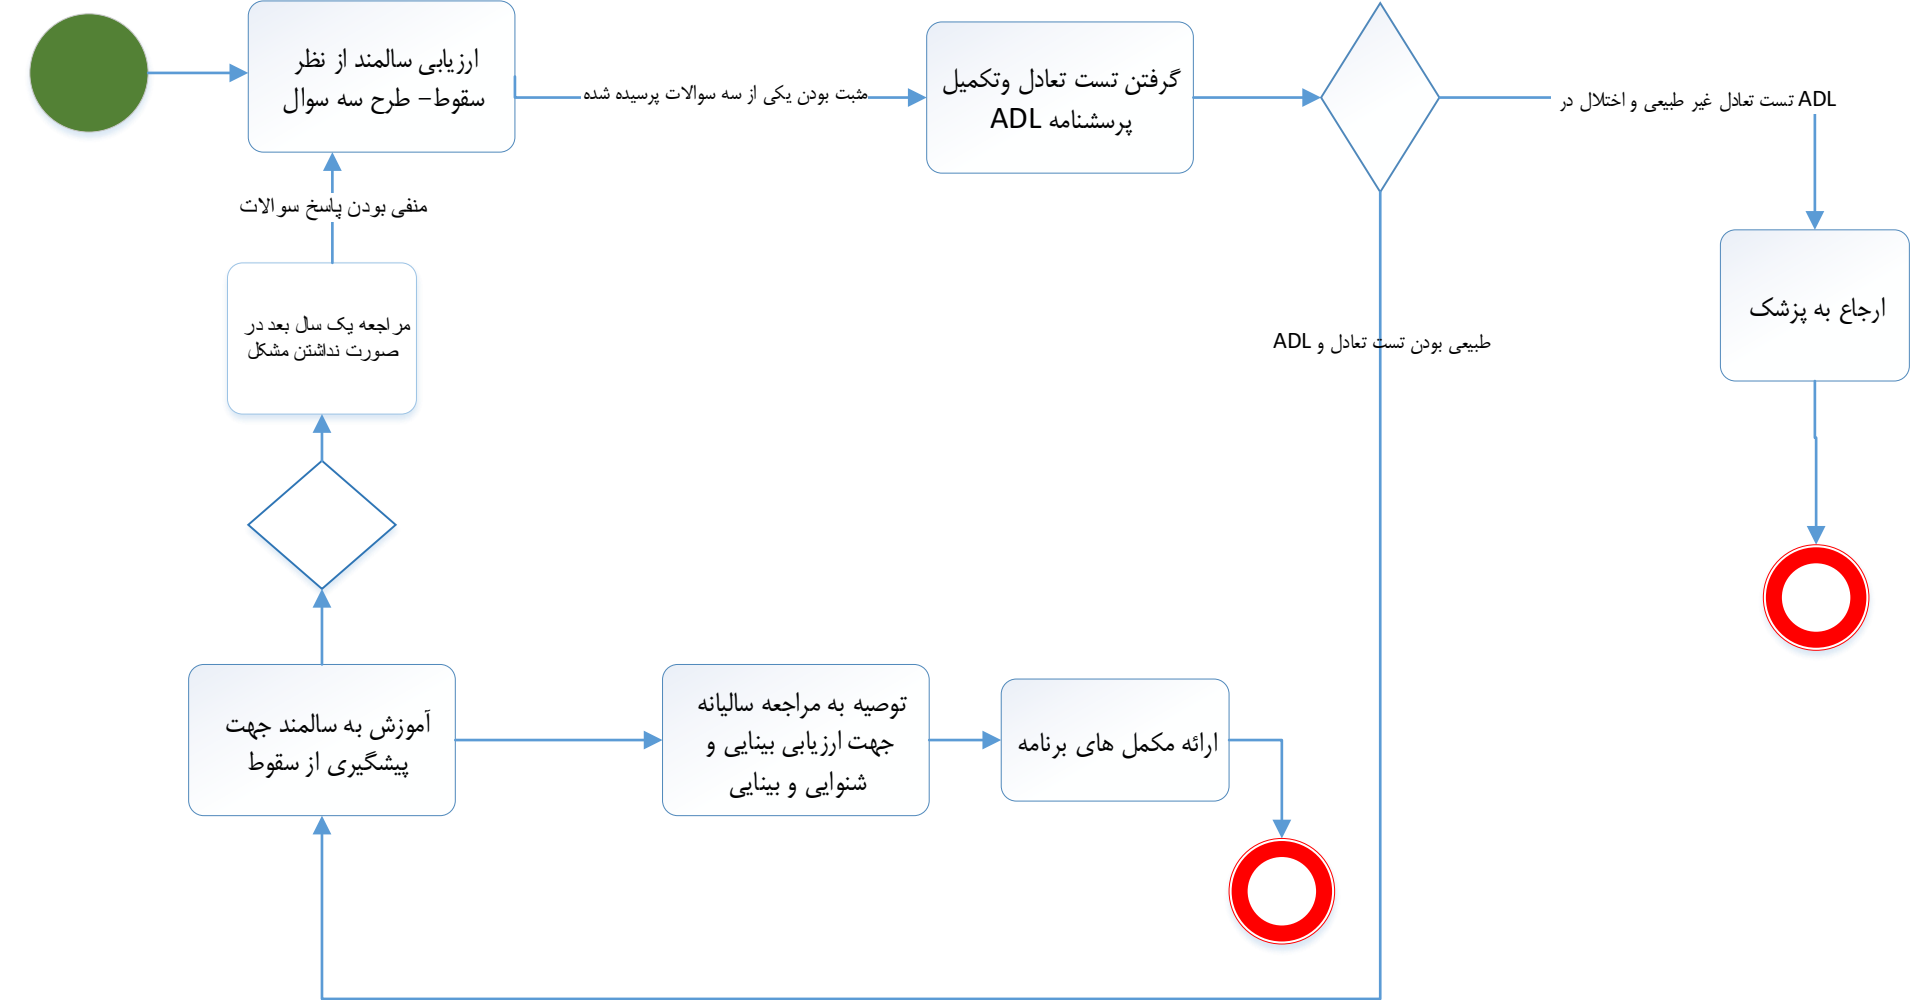 ارزیابی سالمند از نظر
سقوط- طرح سه سوال
مثبت بودن یکی از سه سوالات پرسیده شده
گرفتن تست تعادل وتکمیل
پرسشنامه ADL
تست تعادل غیر طبیعی و اختلال در ADL
منفی بودن پاسخ سوالات
ارجاع به پزشک
مراجعه یک سال بعد در
صورت نداشتن مشکل
طبیعی بودن تست تعادل و ADL
آموزش به سالمند جهت
پیشگیری از سقوط
توصیه به مراجعه سالیانه
جهت ارزیابی بینایی و
شنوایی و بینایی
ارائه مکمل های برنامه